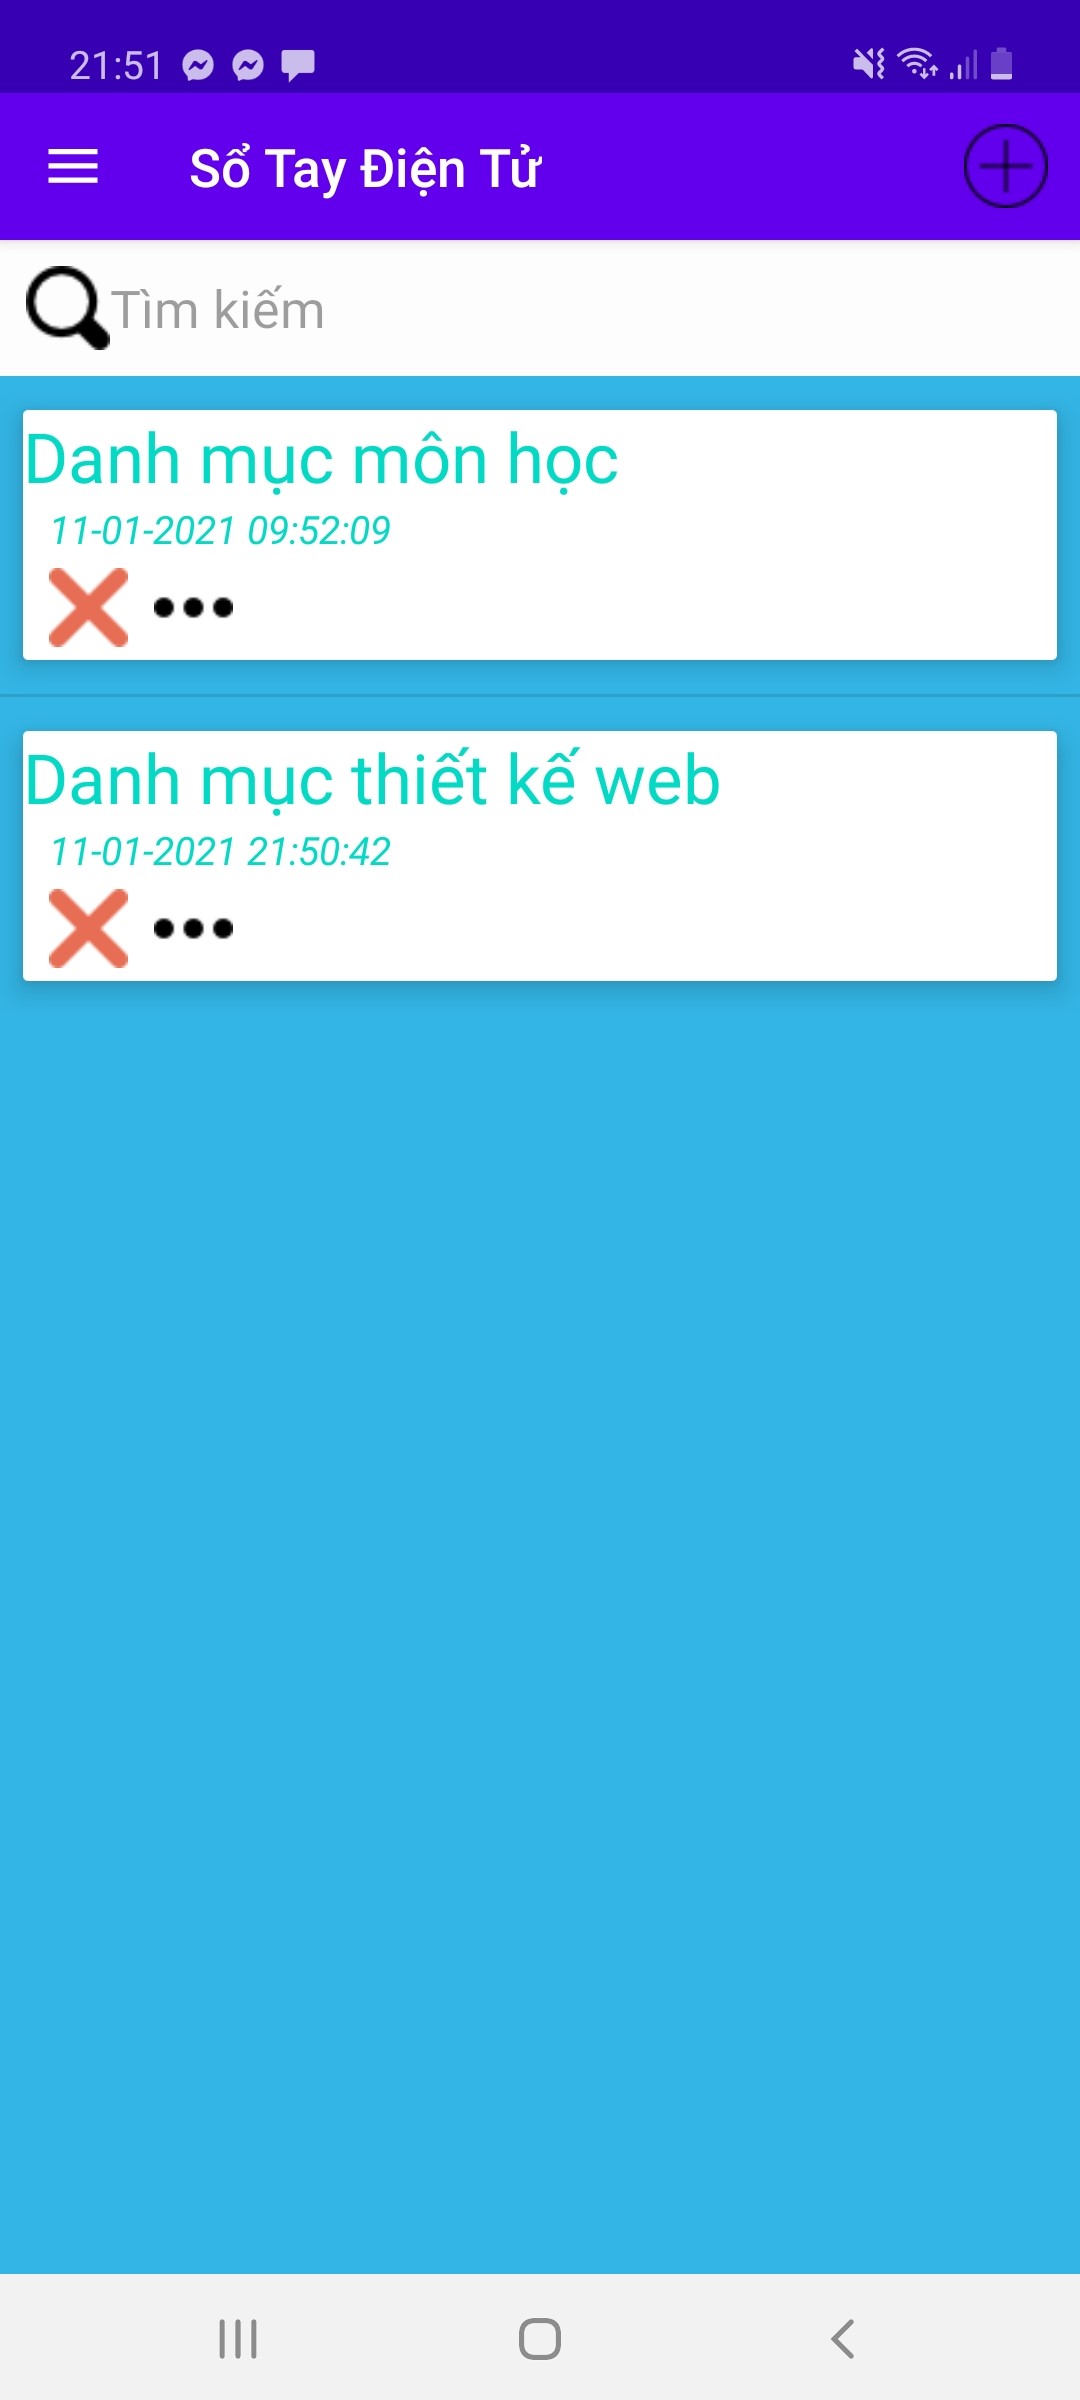 21:51
Sổ Tay Điện Tử
Tìm kiếm
Danh mục môn học
11-01-2021 09:52:09
Danh mục thiết kế web
11-01-2021 21:50:42